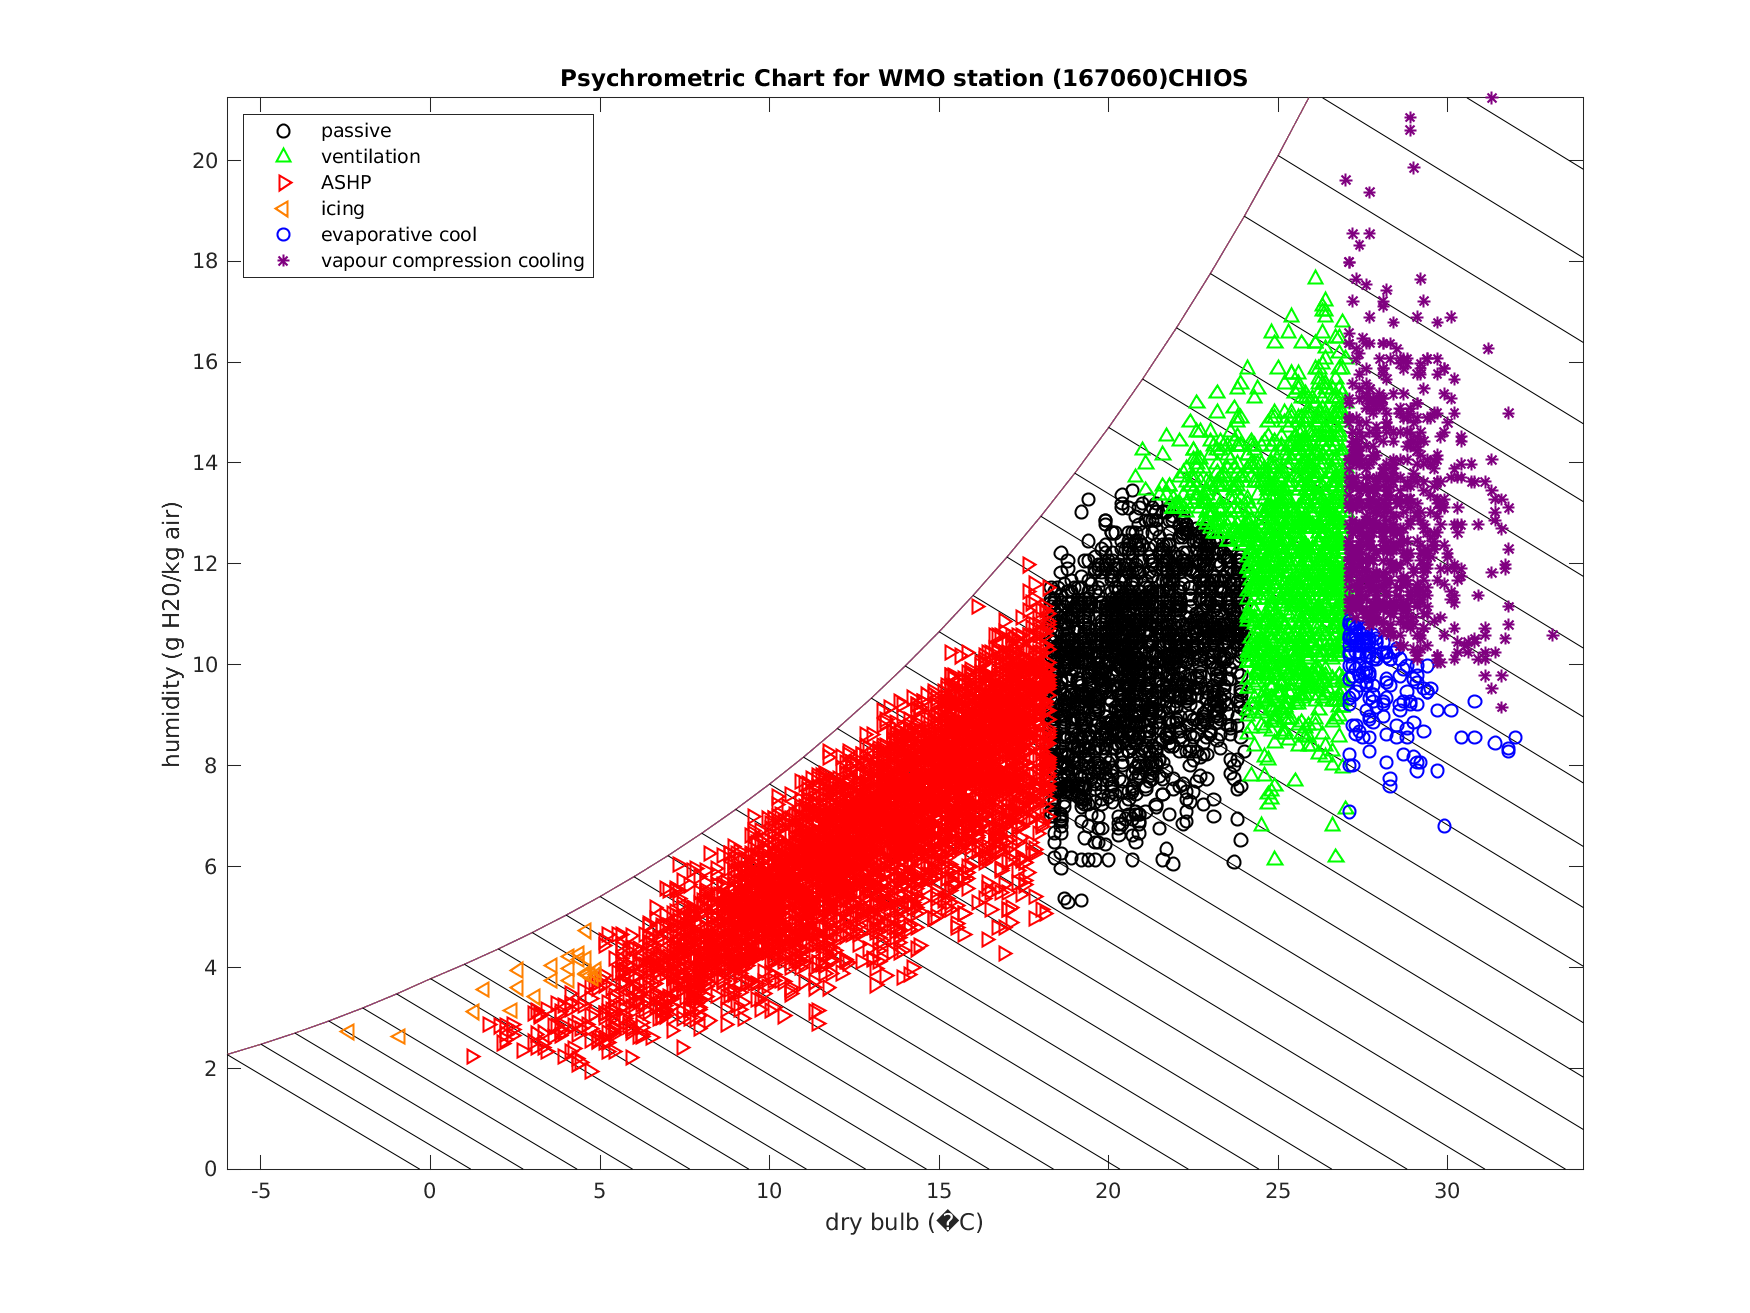 Psychrometric Chart for WMO station (167060)CHIOS
passive
ventilation
ASHP
icing
evaporative cool
vapour compression cooling
humidity (g H20/kg air)
20
18
16
14
12
10
8
6
4
2
0
-5 0 5 10 15 20 25 30
dry bulb (�C)